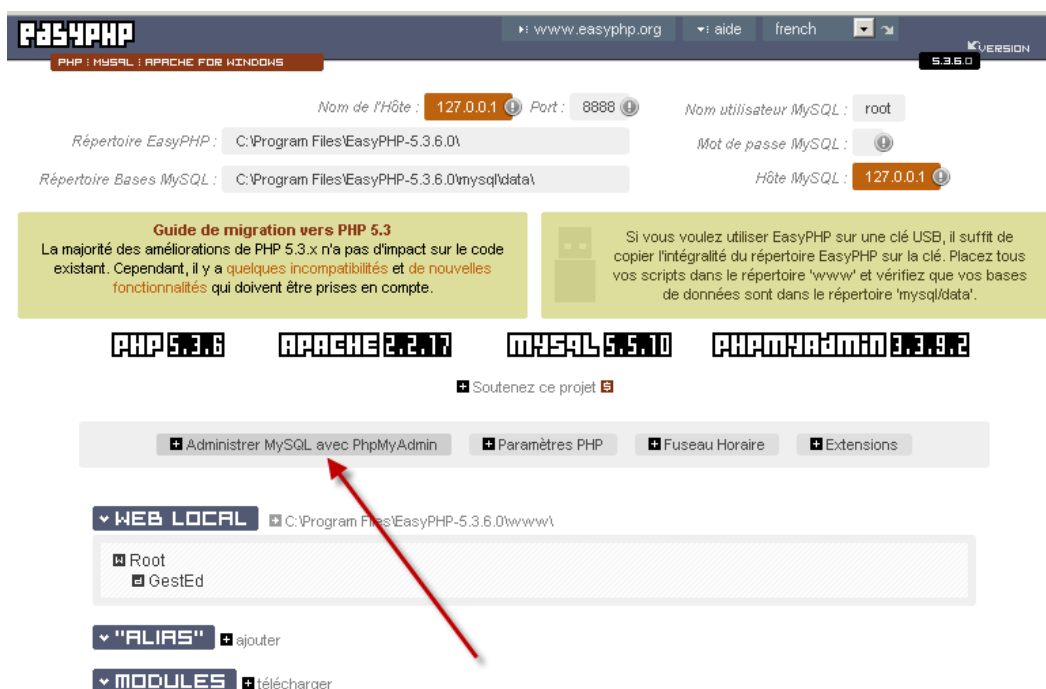 EASYPHP
www.easyphp.org aide french
VERSION
PHP : MYSQL : APACHE FOR WINDOWS
5.3.6.0
Nom de l'Hôte : 127.0.0.1 Port : 8888
Nom utilisateur MySQL : root
Répertoire EasyPHP : C:\Program Files\EasyPHP-5.3.6.0\
Mot de passe MySQL :
Répertoire Bases MySQL : C:\Program Files\EasyPHP-5.3.6.0\mysql\data\
Hôte MySQL : 127.0.0.1
Guide de migration vers PHP 5.3
La majorité des améliorations de PHP 5.3.x n'a pas d'impact sur le code
existant. Cependant, il y a quelques incompatibilités et de nouvelles
fonctionnalités qui doivent être prises en compte.
Si vous voulez utiliser EasyPHP sur une clé USB, il suffit de
copier l'intégralité du répertoire EasyPHP sur la clé. Placez tous
vos scripts dans le répertoire 'www' et vérifiez que vos bases
de données sont dans le répertoire 'mysql/data'.
PHP 5.3.6 APACHE 2.2.17 MYSQL 5.5.10 PHPMYADMIN 3.3.9.2
Soutenez ce projet $
Administrer MySQL avec PhpMyAdmin Paramètres PHP Fuseau Horaire Extensions
WEB LOCAL C:\Program Files\EasyPHP-5.3.6.0\www\
Root
GestEd
"ALIAS" ajouter
MODULES télécharger